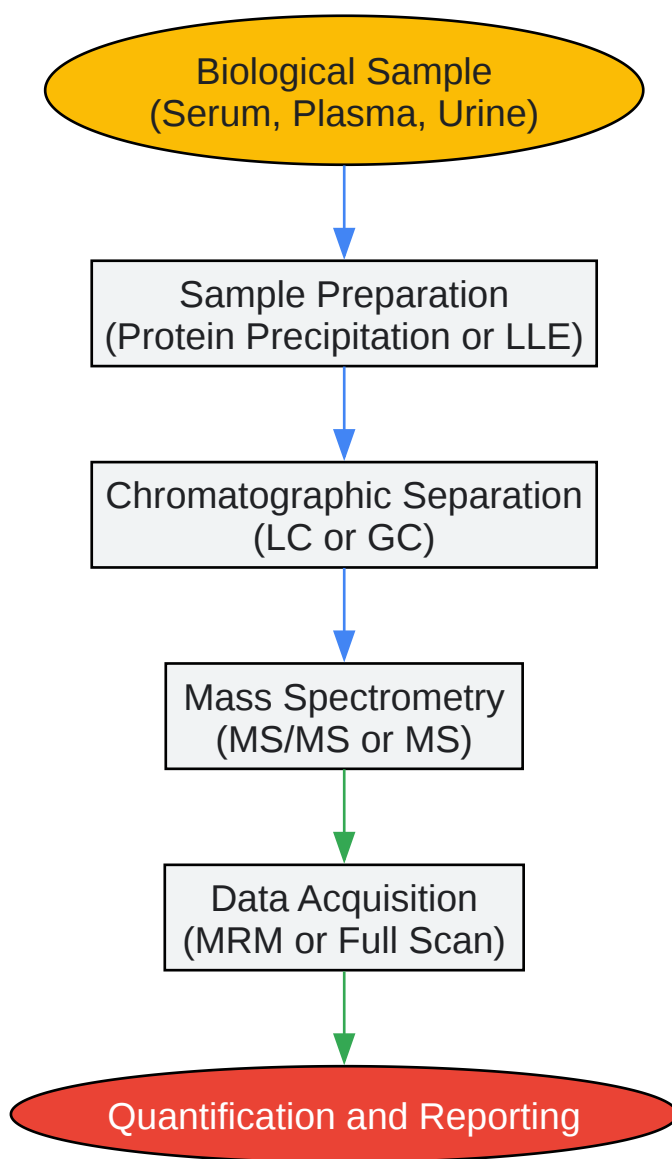 Biological Sample
(Serum, Plasma, Urine)
Sample Preparation
(Protein Precipitation or LLE)
Chromatographic Separation
(LC or GC)
Mass Spectrometry
(MS/MS or MS)
Data Acquisition
(MRM or Full Scan)
Quantification and Reporting